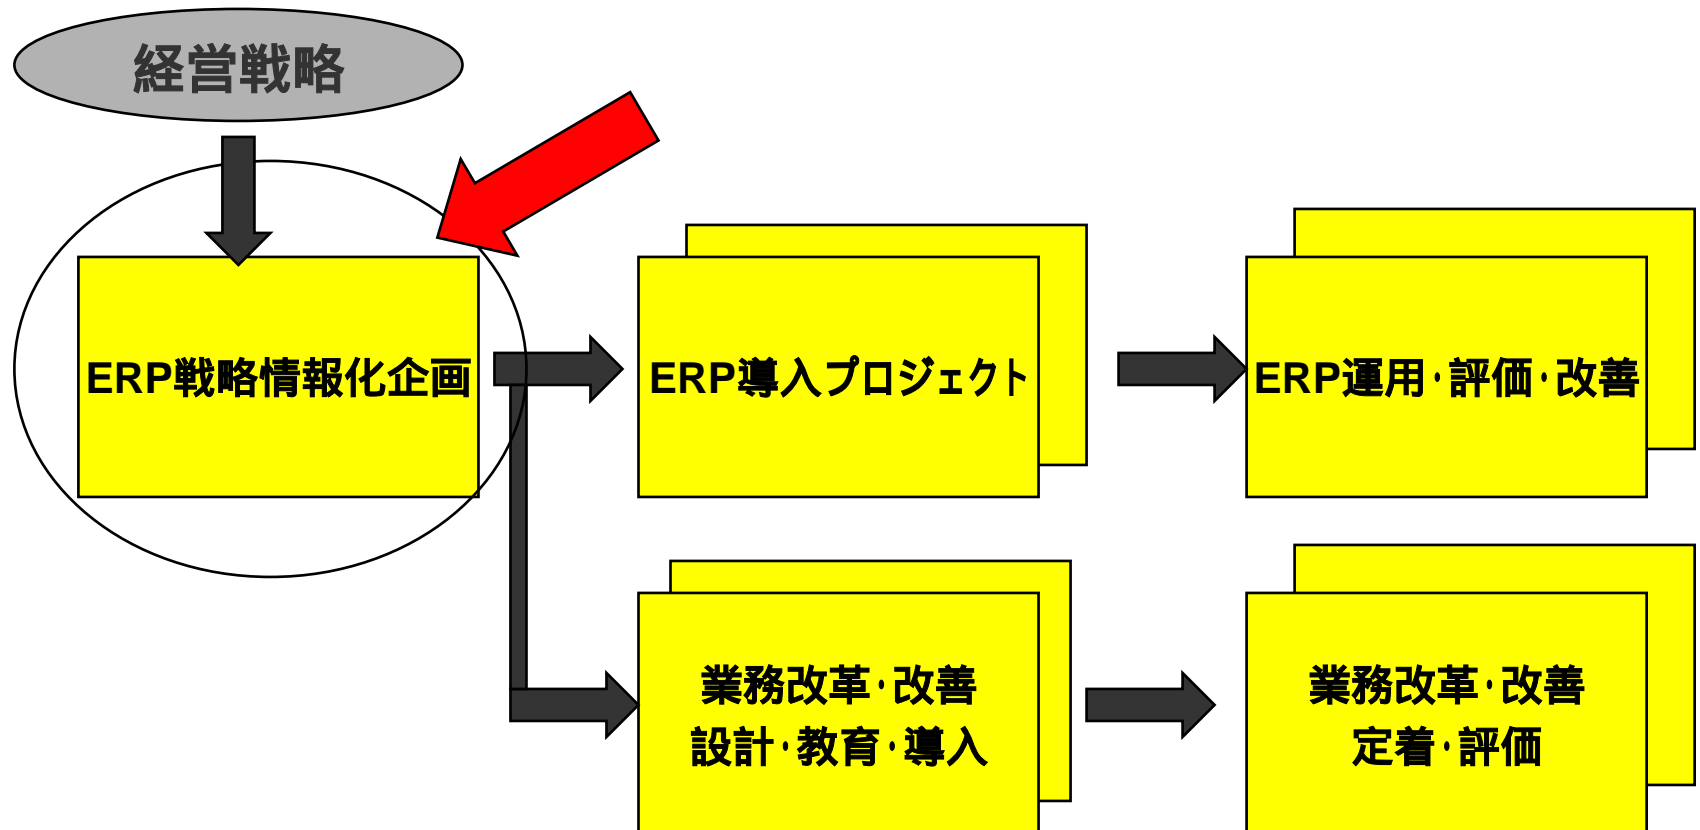 経営戦略
ERP戦略情報化企画
ERP導入プロジェクト
ERP運用・評価・改善
業務改革・改善
設計・教育・導入
業務改革・改善
定着・評価